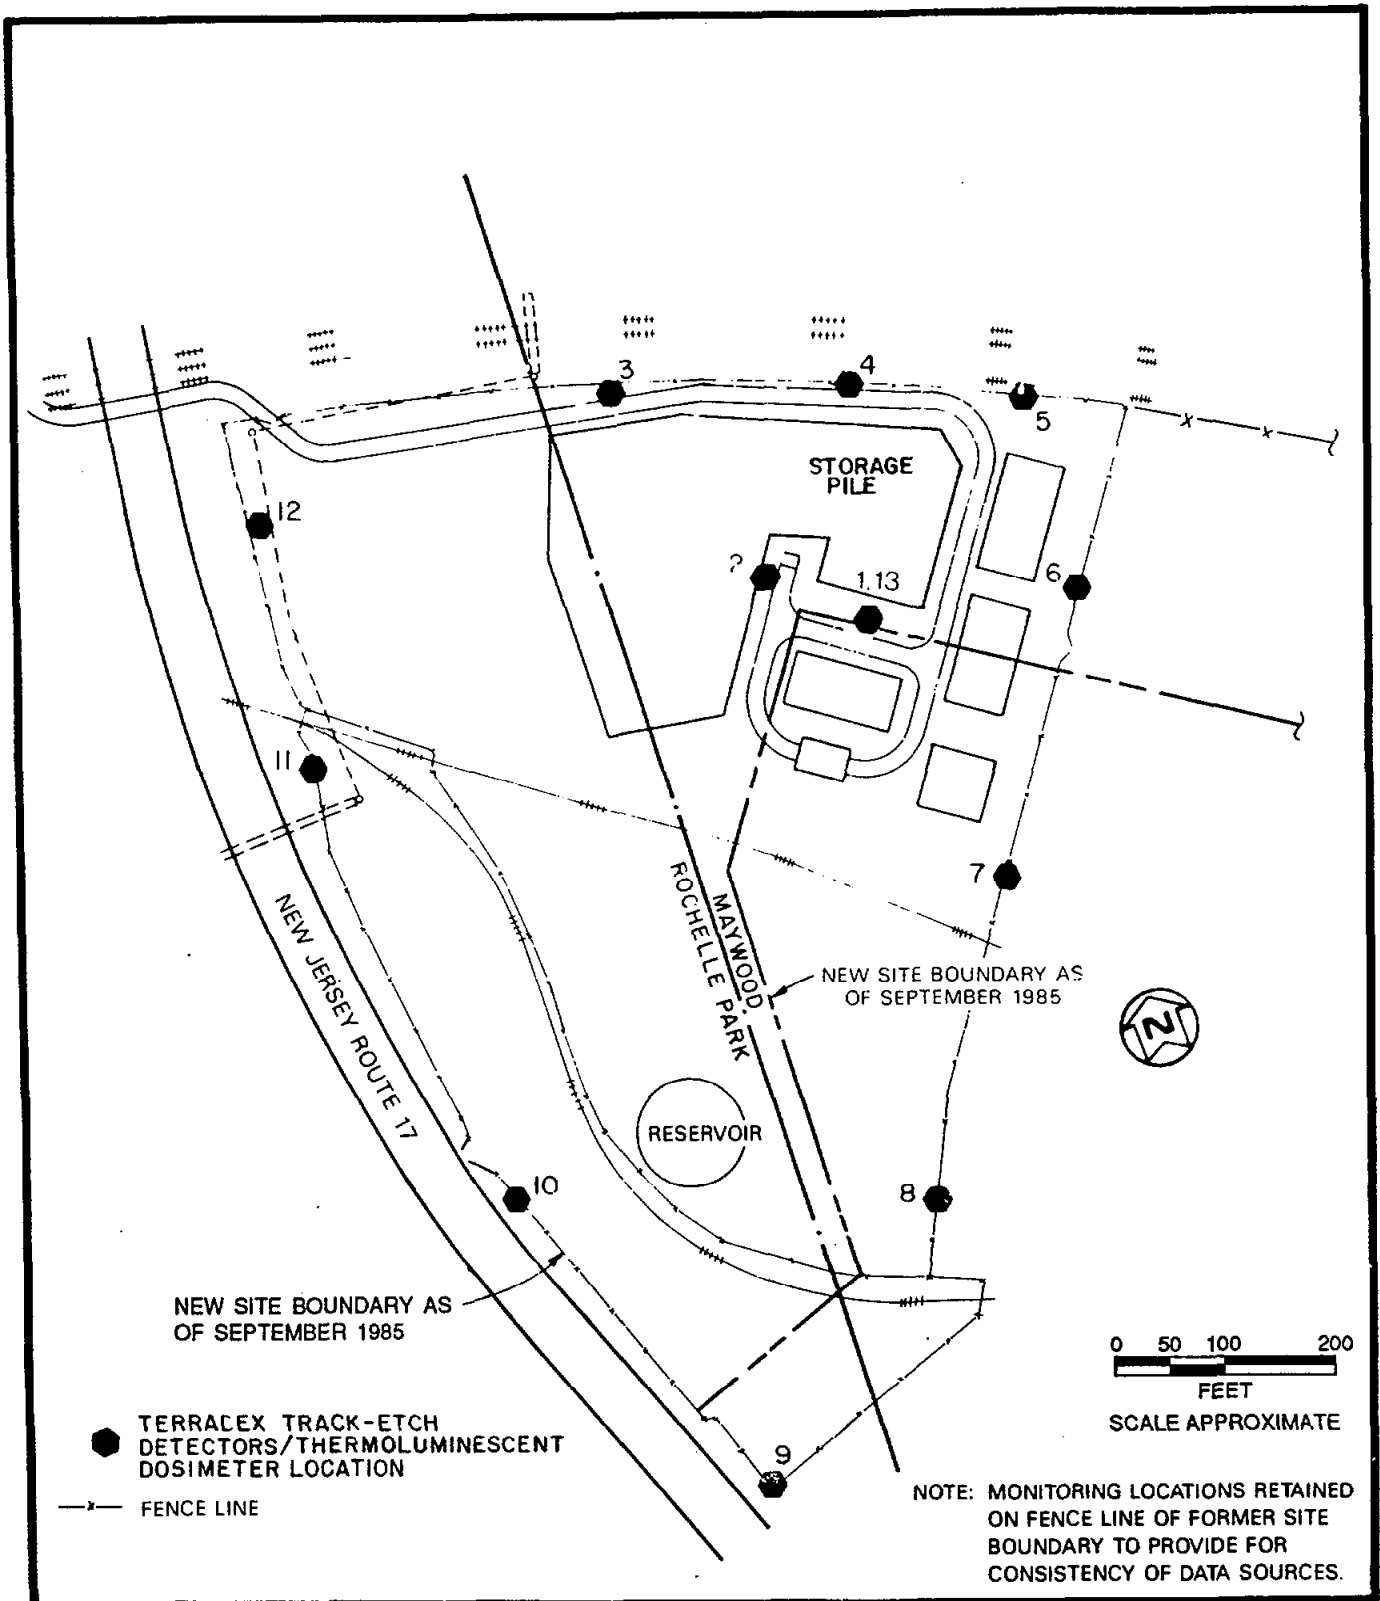 3
4
5
STORAGE
PILE
12
2
1.13
6
11
7
NEW JERSEY ROUTE 17
MAYWOOD
ROCHELLE PARK
NEW SITE BOUNDARY AS
OF SEPTEMBER 1985
N
RESERVOIR
10
8
NEW SITE BOUNDARY AS
OF SEPTEMBER 1985
0 50 100 200
FEET
SCALE APPROXIMATE
TERRADEX TRACK-ETCH
DETECTORS/THERMOLUMINESCENT
DOSIMETER LOCATION
FENCE LINE
9
NOTE: MONITORING LOCATIONS RETAINED
ON FENCE LINE OF FORMER SITE
BOUNDARY TO PROVIDE FOR
CONSISTENCY OF DATA SOURCES.